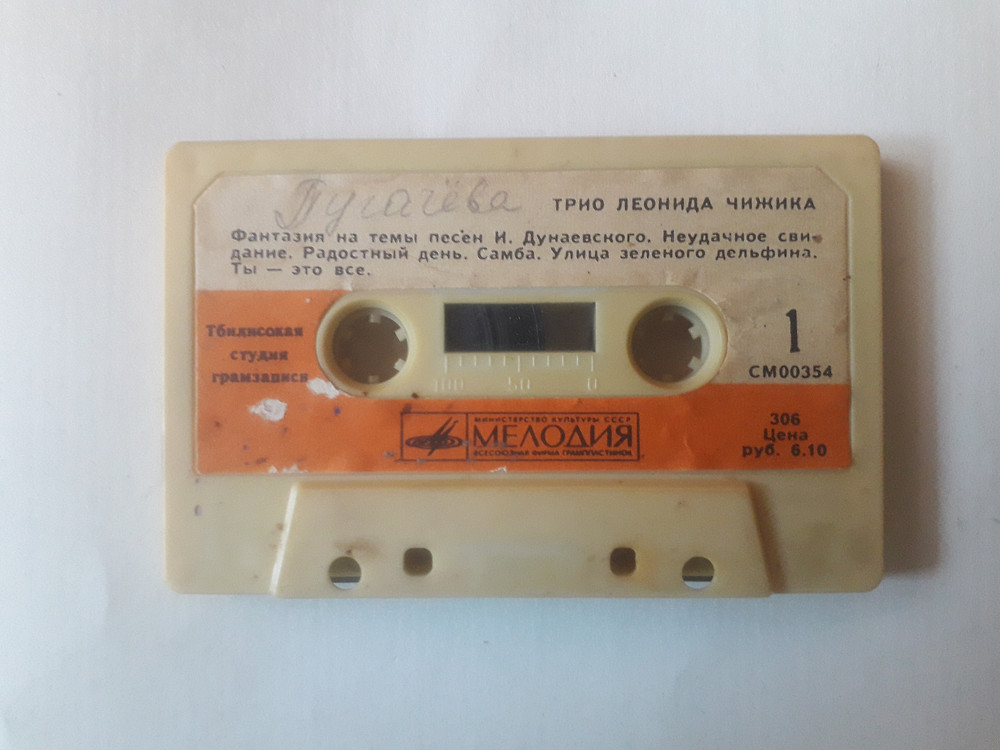 Пугачёва
ТРИО ЛЕОНИДА ЧИЖИКА
Фантазия на темы песен И. Дунаевского. Неудачное сви-
дание. Радостный день. Самба. Улица зеленого дельфина.
Ты — это все.
Тбилисская
студия
грамзаписи
1
СМ00354
100 50 0
МИНИСТЕРСТВО КУЛЬТУРЫ СССР
МЕЛОДИЯ
ВСЕСОЮЗНАЯ ФИРМА ГРАМПЛАСТИНОК
306
Цена
руб. 6.10